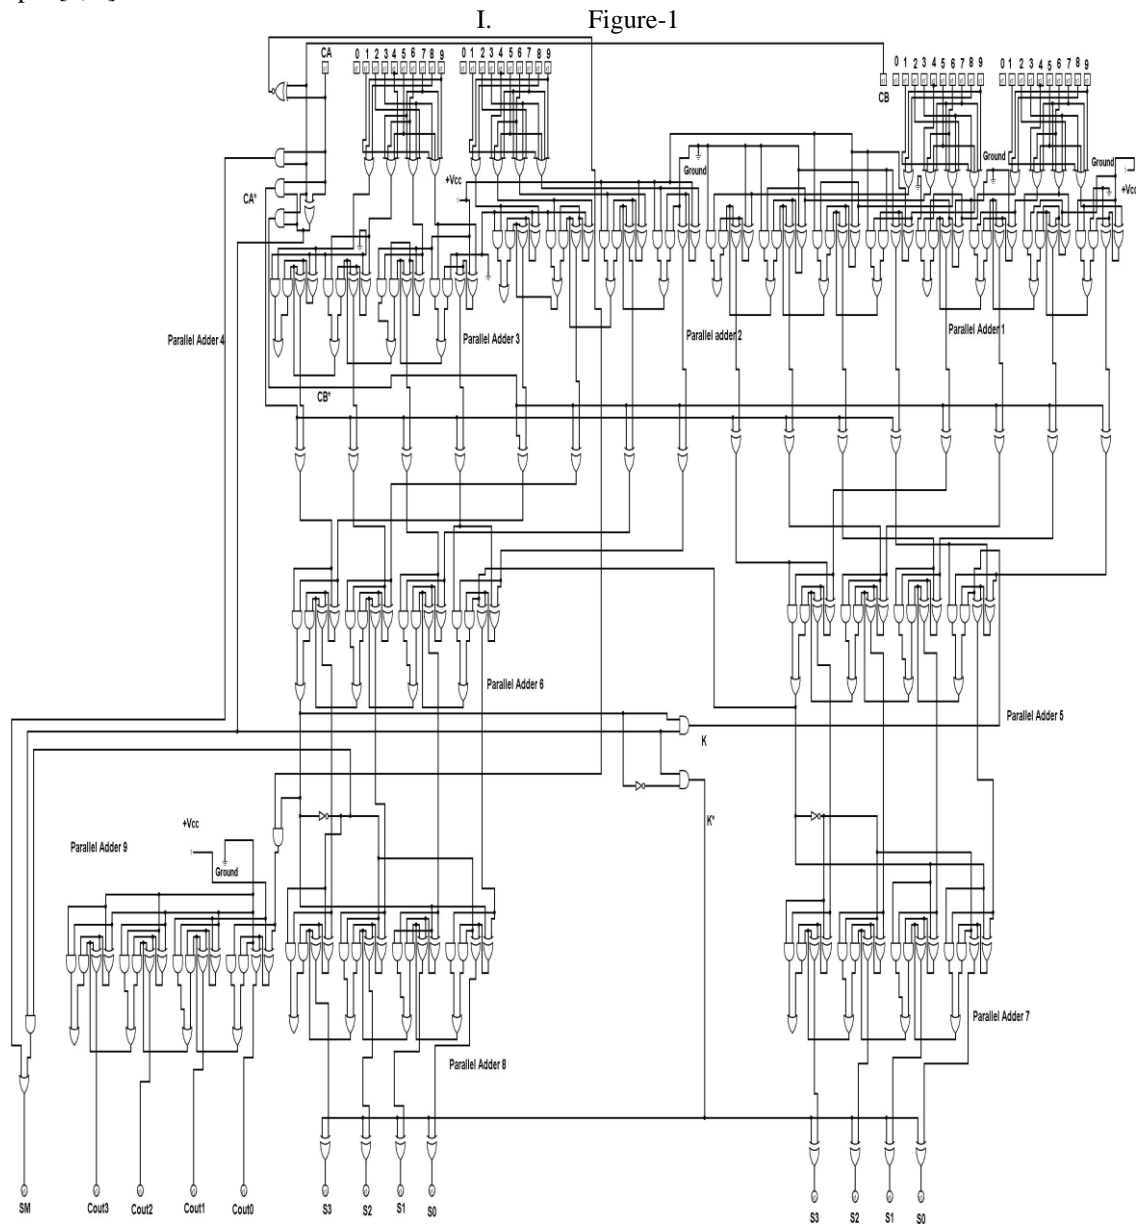 I. Figure-1
CA 0 1 2 3 4 5 6 7 8 9 0 1 2 3 4 5 6 7 8 9
CB 0 1 2 3 4 5 6 7 8 9 0 1 2 3 4 5 6 7 8 9
Ground
Ground
Ground
+Vcc
+Vcc
CA*
Parallel Adder 4
Parallel Adder 3
Parallel adder 2
Parallel Adder 1
CB*
Parallel Adder 6
Parallel Adder 5
K
K*
+Vcc
Parallel Adder 9
Ground
Parallel Adder 8
Parallel Adder 7
SM Cout3 Cout2 Cout1 Cout0 S3 S2 S1 S0 S3 S2 S1 S0